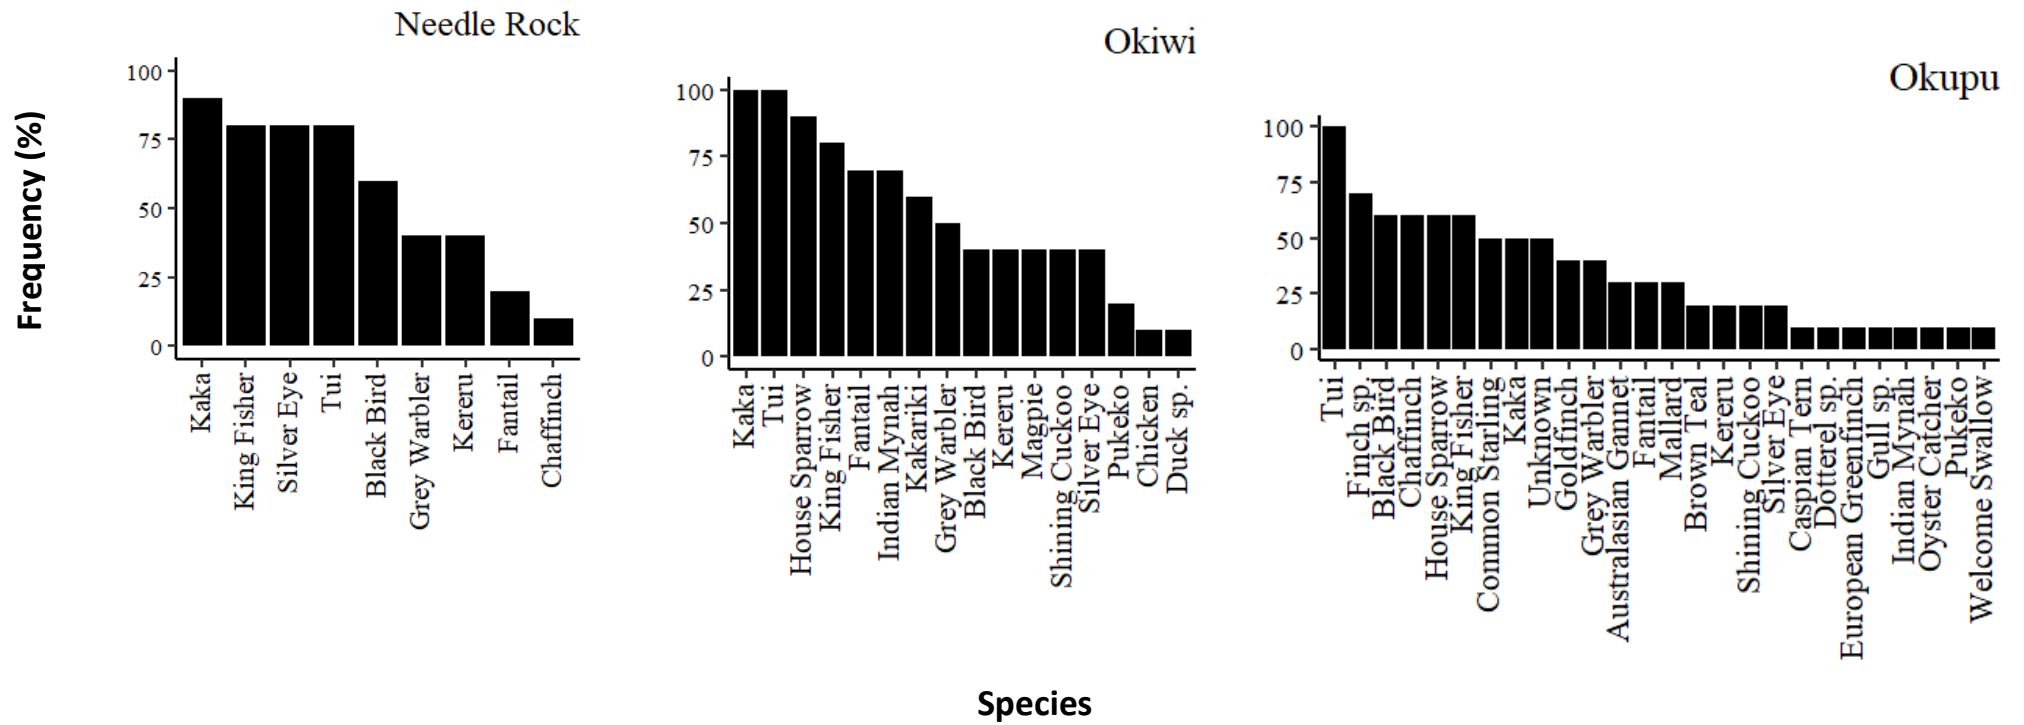 Needle Rock
Okiwi
Okupu
Frequency (%)
100
75
50
25
0
Kaka
King Fisher
Silver Eye
Tui
Black Bird
Grey Warbler
Kereru
Fantail
Chaffinch
100
75
50
25
0
Kaka
Tui
House Sparrow
King Fisher
Fantail
Indian Mynah
Kakariki
Grey Warbler
Black Bird
Kereru
Magpie
Shining Cuckoo
Silver Eye
Pukeko
Chicken
Duck sp.
100
75
50
25
0
Tui
Finch sp.
Black Bird
Chaffinch
House Sparrow
King Fisher
Common Starling
Kaka
Unknown
Goldfinch
Grey Warbler
Australasian Gannet
Fantail
Mallard
Brown Teal
Kereru
Shining Cuckoo
Silver Eye
Caspian Tern
Dotterel sp.
European Greenfinch
Gull sp.
Indian Mynah
Oyster Catcher
Pukeko
Welcome Swallow
Species